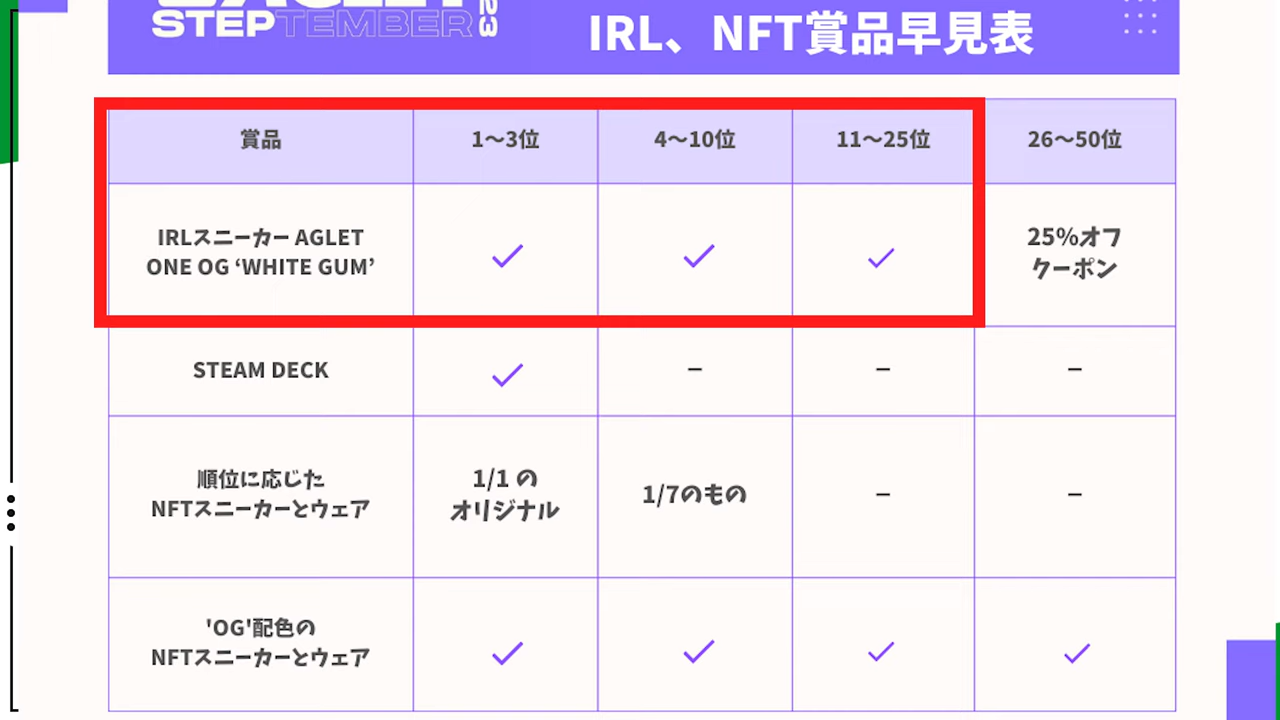 STEPTEMBER
23
IRL、NFT賞品早見表
賞品
1〜3位
4〜10位
11〜25位
26〜50位
IRLスニーカー AGLET
ONE OG ‘WHITE GUM’
25%オフ
クーポン
STEAM DECK
–
–
–
順位に応じた
NFTスニーカーとウェア
1/1 の
オリジナル
1/7のもの
–
–
'OG'配色の
NFTスニーカーとウェア